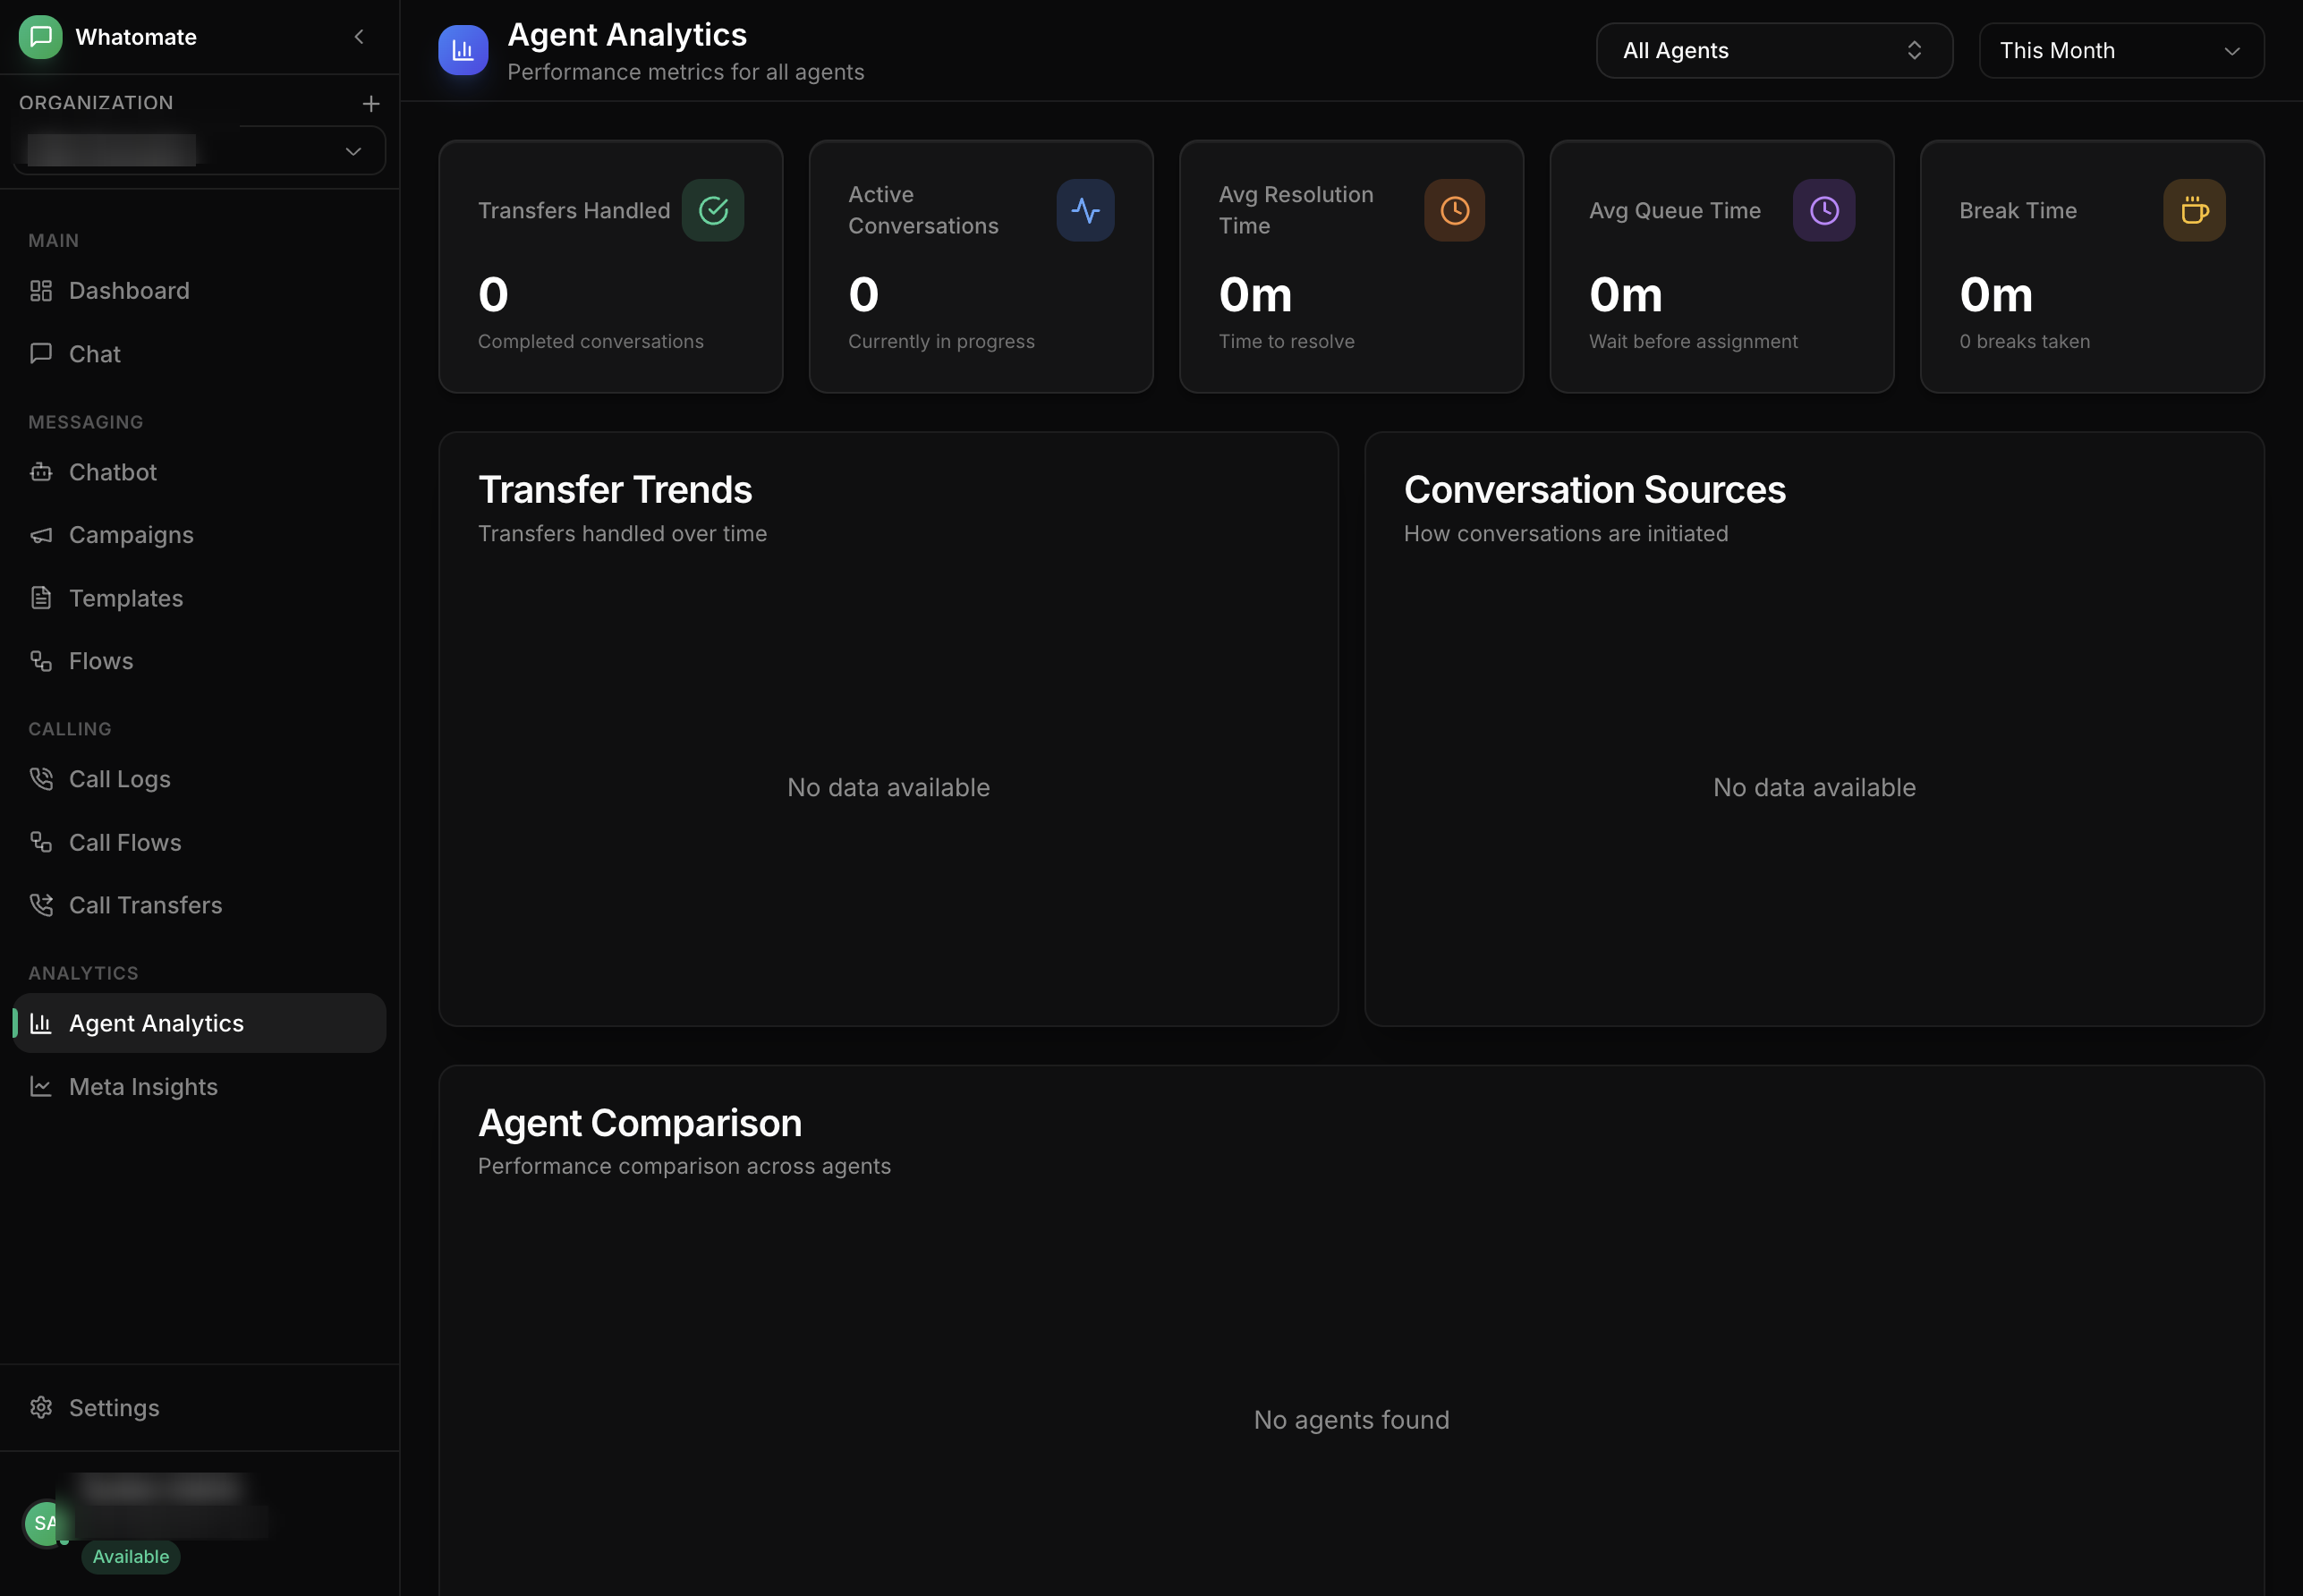 Whatomate
ORGANIZATION
MAIN
Dashboard
Chat
MESSAGING
Chatbot
Campaigns
Templates
Flows
CALLING
Call Logs
Call Flows
Call Transfers
ANALYTICS
Agent Analytics
Meta Insights
Settings
SA
Available
Agent Analytics
Performance metrics for all agents
All Agents
This Month
Transfers Handled
0
Completed conversations
Active
Conversations
0
Currently in progress
Avg Resolution
Time
0m
Time to resolve
Avg Queue Time
0m
Wait before assignment
Break Time
0m
0 breaks taken
Transfer Trends
Transfers handled over time
No data available
Conversation Sources
How conversations are initiated
No data available
Agent Comparison
Performance comparison across agents
No agents found